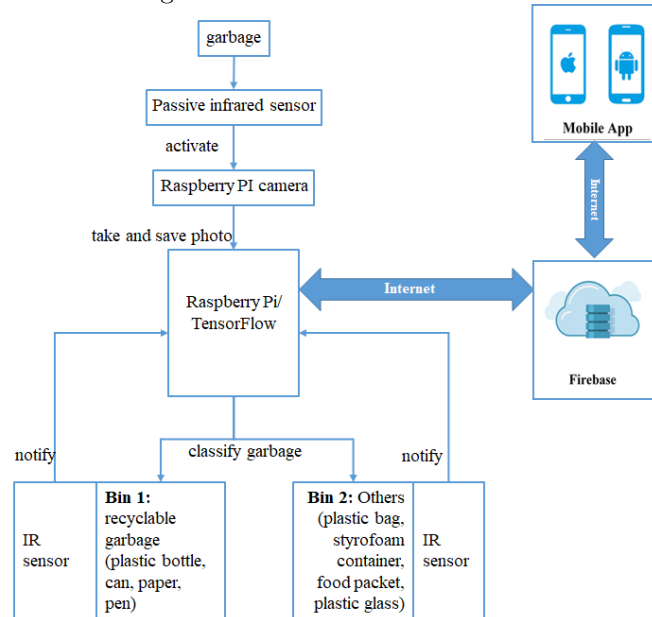 garbage
Passive infrared sensor
activate
Raspberry PI camera
take and save photo
Raspberry Pi/
TensorFlow
Internet
Mobile App
Internet
Firebase
notify
classify garbage
notify
IR
sensor
Bin 1:
recyclable
garbage
(plastic bottle,
can, paper,
pen)
Bin 2: Others
(plastic bag,
styrofoam
container,
food packet,
plastic glass)
IR
sensor